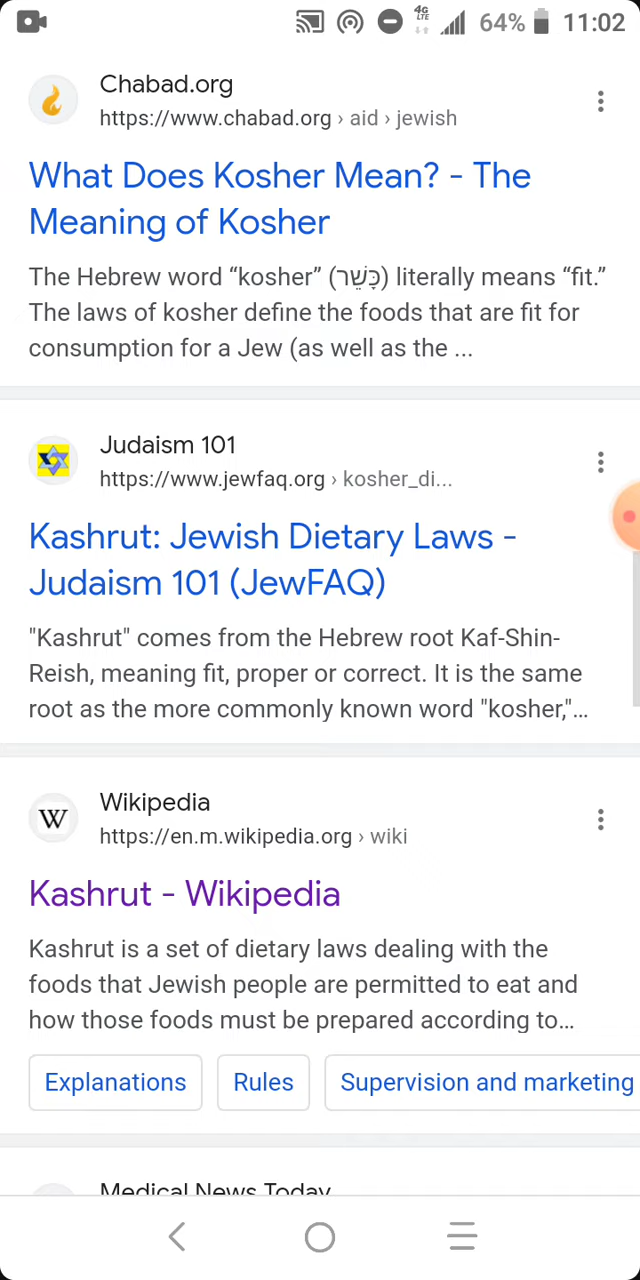 4G LTE 64% 11:02
Chabad.org
https://www.chabad.org › aid › jewish
What Does Kosher Mean? - The
Meaning of Kosher
The Hebrew word “kosher” (כָּשֵׁר) literally means “fit.”
The laws of kosher define the foods that are fit for
consumption for a Jew (as well as the ...
Judaism 101
https://www.jewfaq.org › kosher_di...
Kashrut: Jewish Dietary Laws -
Judaism 101 (JewFAQ)
"Kashrut" comes from the Hebrew root Kaf-Shin-
Reish, meaning fit, proper or correct. It is the same
root as the more commonly known word "kosher,"...
W
Wikipedia
https://en.m.wikipedia.org › wiki
Kashrut - Wikipedia
Kashrut is a set of dietary laws dealing with the
foods that Jewish people are permitted to eat and
how those foods must be prepared according to...
Explanations Rules Supervision and marketing
Medical News Today